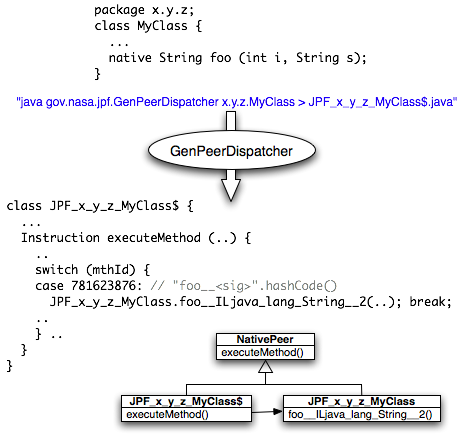 package x.y.z;
class MyClass {
...
native String foo (int i, String s);
}
"java gov.nasa.jpf.GenPeerDispatcher x.y.z.MyClass > JPF_x_y_z_MyClass$.java"
GenPeerDispatcher
class JPF_x_y_z_MyClass$ {
...
Instruction executeMethod (..) {
..
switch (mthId) {
case 781623876: // "foo__<sig>".hashCode()
JPF_x_y_z_MyClass.foo__ILjava_lang_String__2(..); break;
..
} ..
}
}
NativePeer
executeMethod()
JPF_x_y_z_MyClass$
executeMethod()
JPF_x_y_z_MyClass
foo__ILjava_lang_String__2()